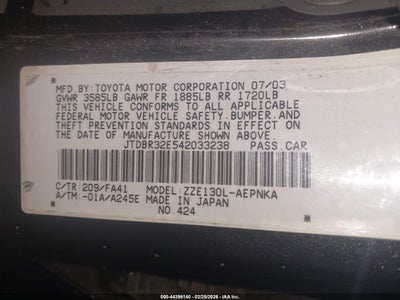 MFD.BY:TOYOTA MOTOR CORPORATION 07/03
GVWR 3585LB GAWR FR 1885LB RR 1720LB
THIS VEHICLE CONFORMS TO ALL APPLICABLE
FEDERAL MOTOR VEHICLE SAFETY,BUMPER,AND
THEFT PREVENTION STANDARDS IN EFFECT ON
THE DATE OF MANUFACTURE SHOWN ABOVE.
JTDBR32E542033238 PASS.CAR
C/TR:209/FA41 MODEL:ZZE130L-AEPNKA
A/TM:-01A/A245E MADE IN JAPAN
NO.424
000-44396140 - 02/25/2026 - IAA Inc.